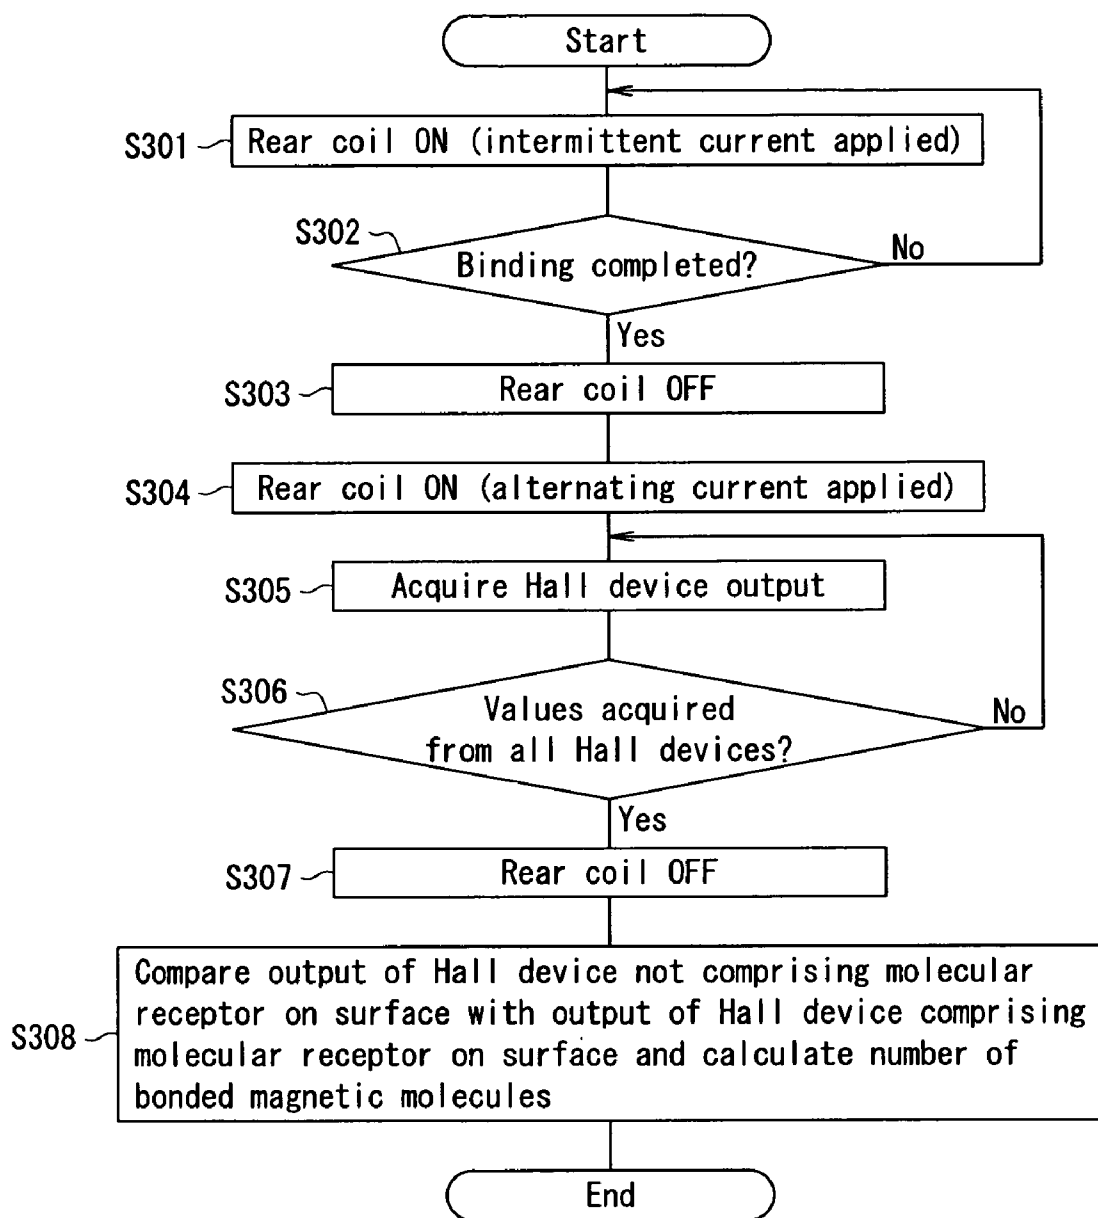 Start
S301
Rear coil ON (intermittent current applied)
S302
Binding completed?
No
Yes
S303
Rear coil OFF
S304
Rear coil ON (alternating current applied)
S305
Acquire Hall device output
S306
Values acquired
from all Hall devices?
No
Yes
S307
Rear coil OFF
S308
Compare output of Hall device not comprising molecular
receptor on surface with output of Hall device comprising
molecular receptor on surface and calculate number of
bonded magnetic molecules
End